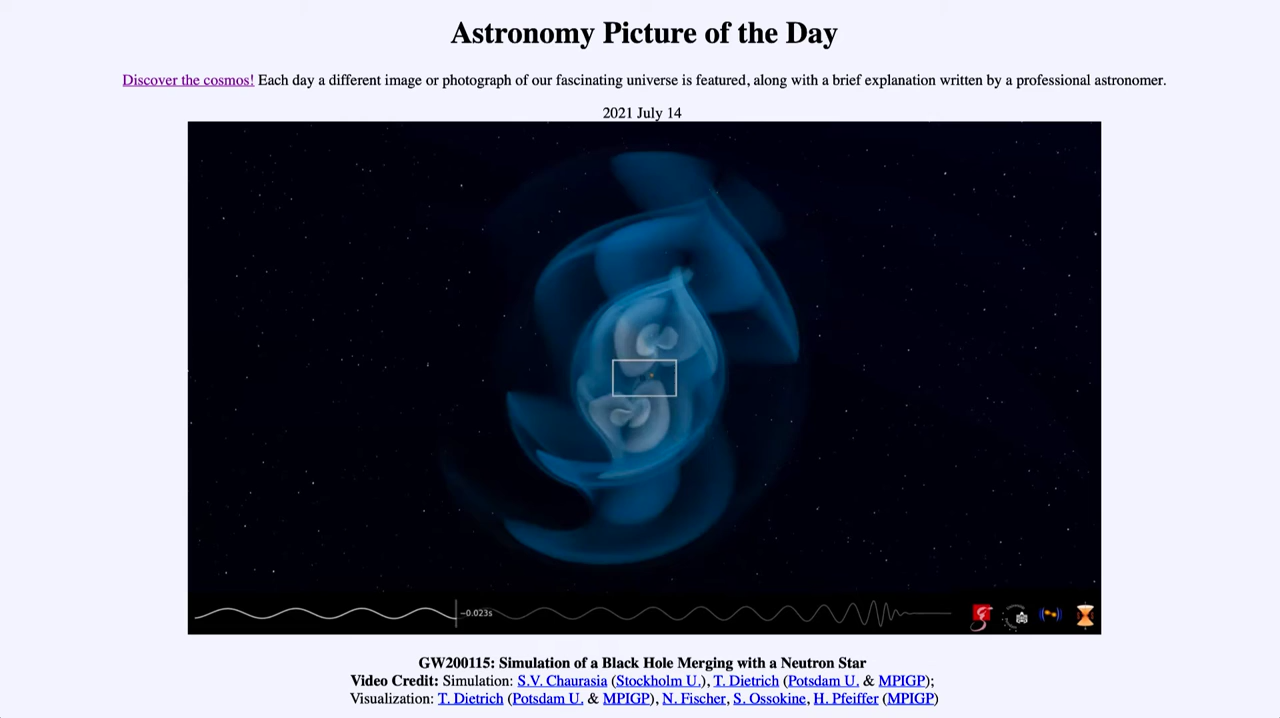 Astronomy Picture of the Day
Discover the cosmos! Each day a different image or photograph of our fascinating universe is featured, along with a brief explanation written by a professional astronomer.
2021 July 14
−0.023s
GW200115: Simulation of a Black Hole Merging with a Neutron Star
Video Credit: Simulation: S.V. Chaurasia (Stockholm U.), T. Dietrich (Potsdam U. & MPIGP);
Visualization: T. Dietrich (Potsdam U. & MPIGP), N. Fischer, S. Ossokine, H. Pfeiffer (MPIGP)